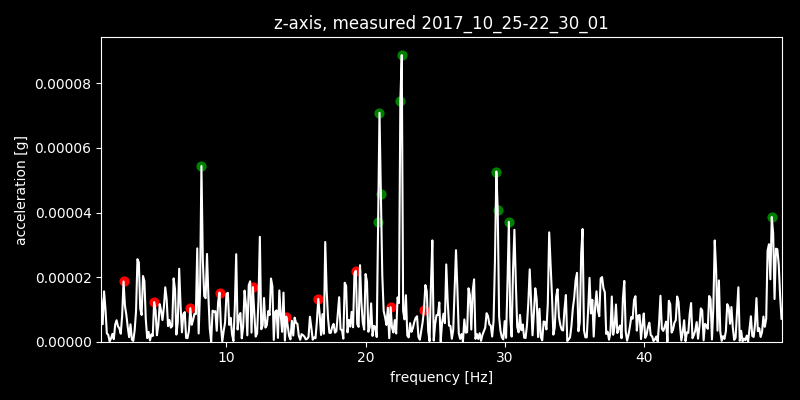 z-axis, measured 2017_10_25-22_30_01
0.00008
0.00006
0.00004
0.00002
0.00000
acceleration [g]
10 20 30 40
frequency [Hz]